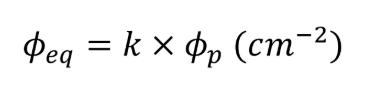 ϕ_eq = k × ϕ_p (cm⁻²)